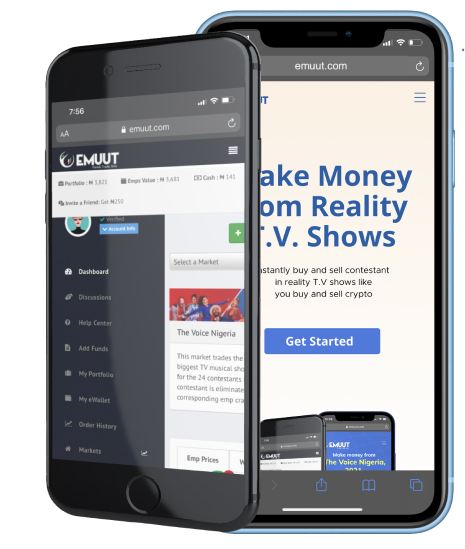 7:56
AA
emuut.com
EMUUT
Portfolio : ₦ 3,821
Emps Value : ₦ 3,681
Cash : ₦ 141
Invite a Friend: Get ₦250
Verified
Account Info
Dashboard
Discussions
Help Center
Add Funds
My Portfolio
My eWallet
Order History
Markets
+
Select a Market
The Voice Nigeria
This market trades the
biggest TV musical sho
for the 24 contestants
contestant is eliminate
corresponding emp cra
Emp Prices
W
emuut.com
UT
ake Money
om Reality
T.V. Shows
nstantly buy and sell contestant
in reality T.V shows like
you buy and sell crypto
Get Started
EMUUT
EMUUT
Make money from
The Voice Nigeria,
2021